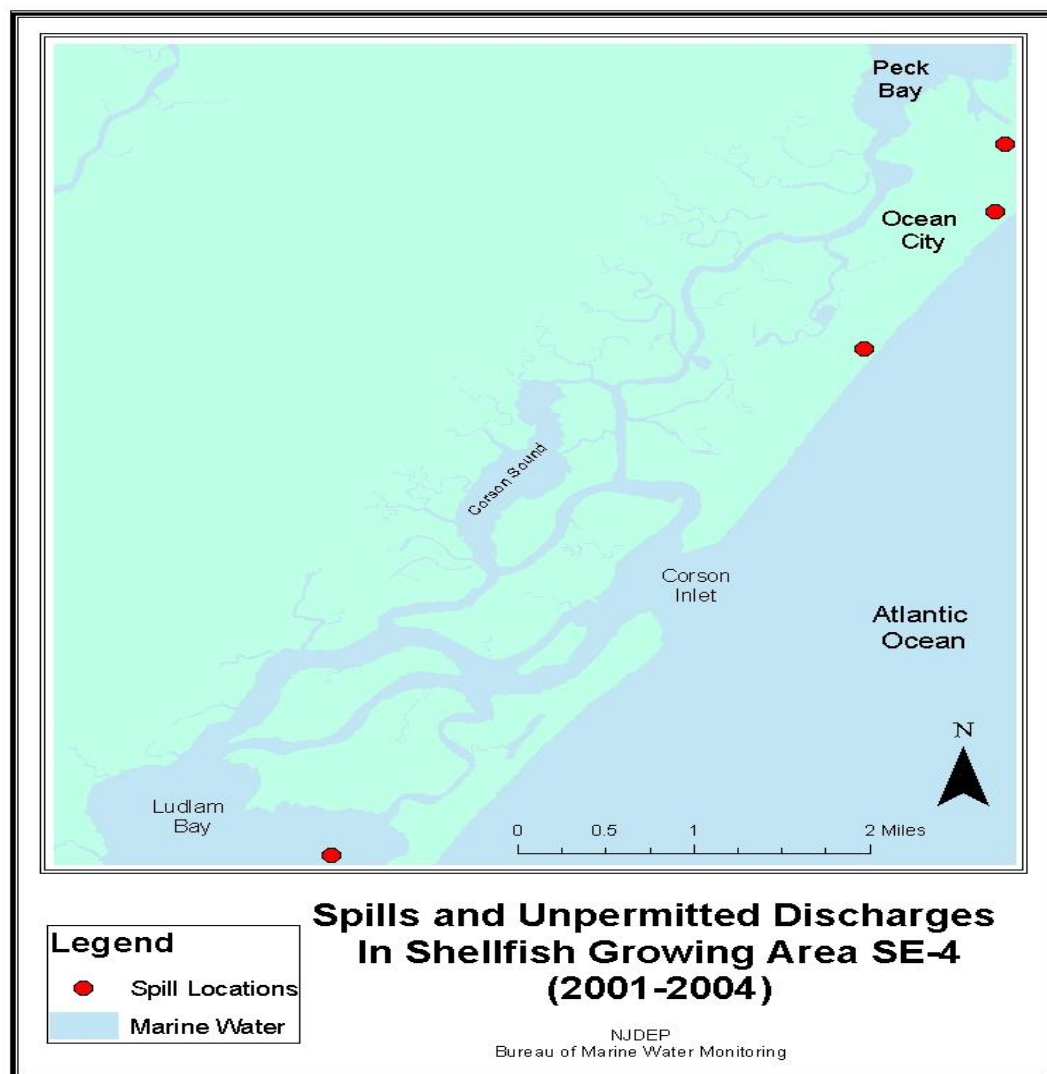 Peck
Bay
Ocean
City
Corson Sound
Corson
Inlet
Atlantic
Ocean
N
Ludlam
Bay
0 0.5 1 2 Miles
Spills and Unpermitted Discharges
In Shellfish Growing Area SE-4
(2001-2004)
Legend
Spill Locations
Marine Water
NJDEP
Bureau of Marine Water Monitoring